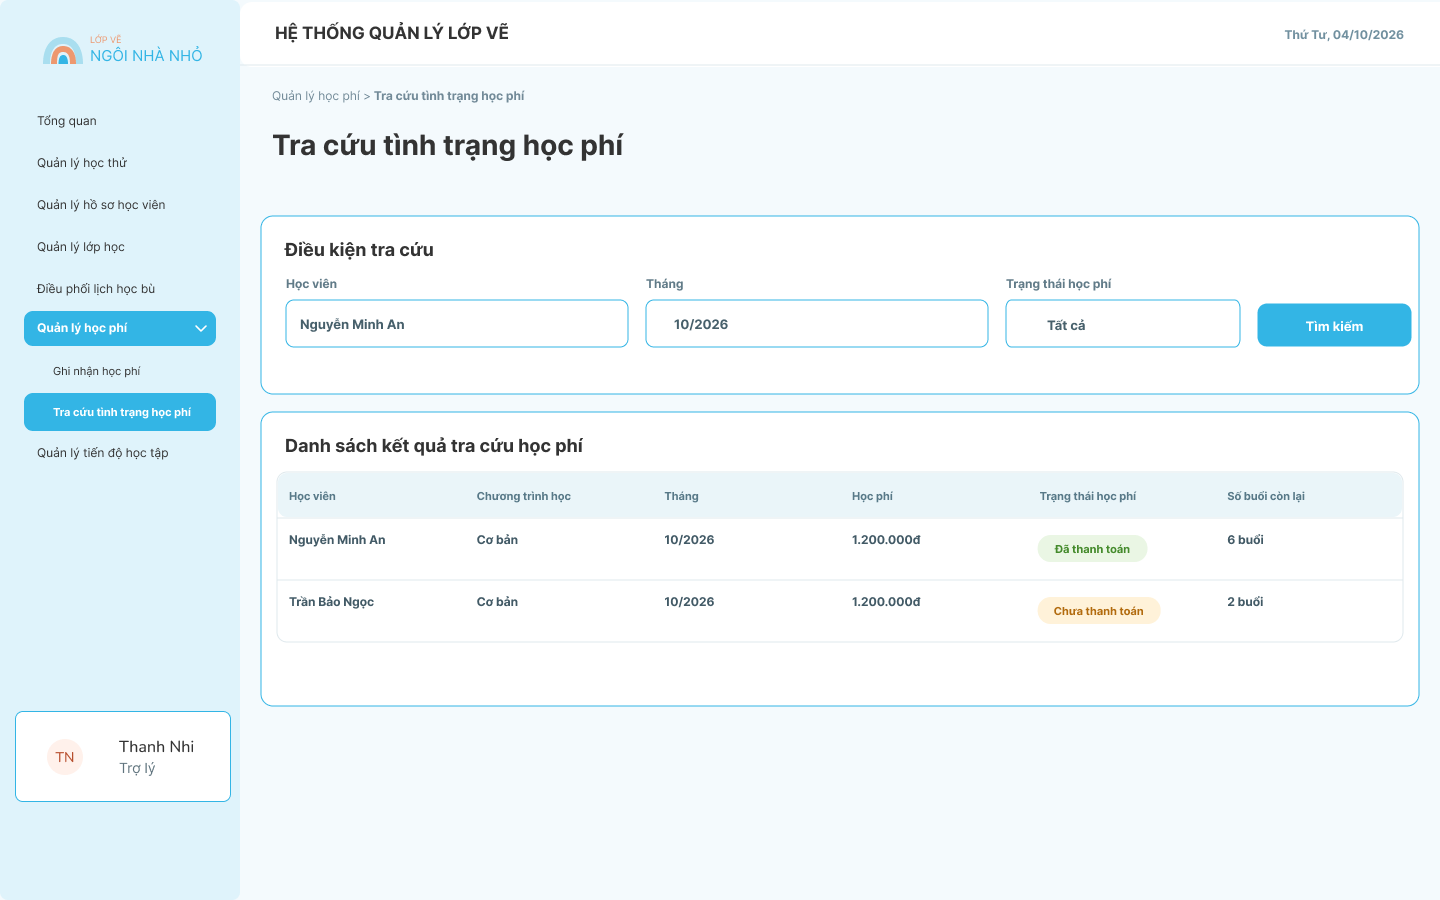 LỚP VẼ
NGÔI NHÀ NHỎ
Tổng quan
Quản lý học thử
Quản lý hồ sơ học viên
Quản lý lớp học
Điều phối lịch học bù
Quản lý học phí
Ghi nhận học phí
Tra cứu tình trạng học phí
Quản lý tiến độ học tập
TN
Thanh Nhi
Trợ lý
HỆ THỐNG QUẢN LÝ LỚP VẼ
Thứ Tư, 04/10/2026
Quản lý học phí > Tra cứu tình trạng học phí
Tra cứu tình trạng học phí
Điều kiện tra cứu
Học viên
Tháng
Trạng thái học phí
Nguyễn Minh An
10/2026
Tất cả
Tìm kiếm
Danh sách kết quả tra cứu học phí
Học viên Chương trình học Tháng Học phí Trạng thái học phí Số buổi còn lại
Nguyễn Minh An Cơ bản 10/2026 1.200.000đ Đã thanh toán 6 buổi
Trần Bảo Ngọc Cơ bản 10/2026 1.200.000đ Chưa thanh toán 2 buổi